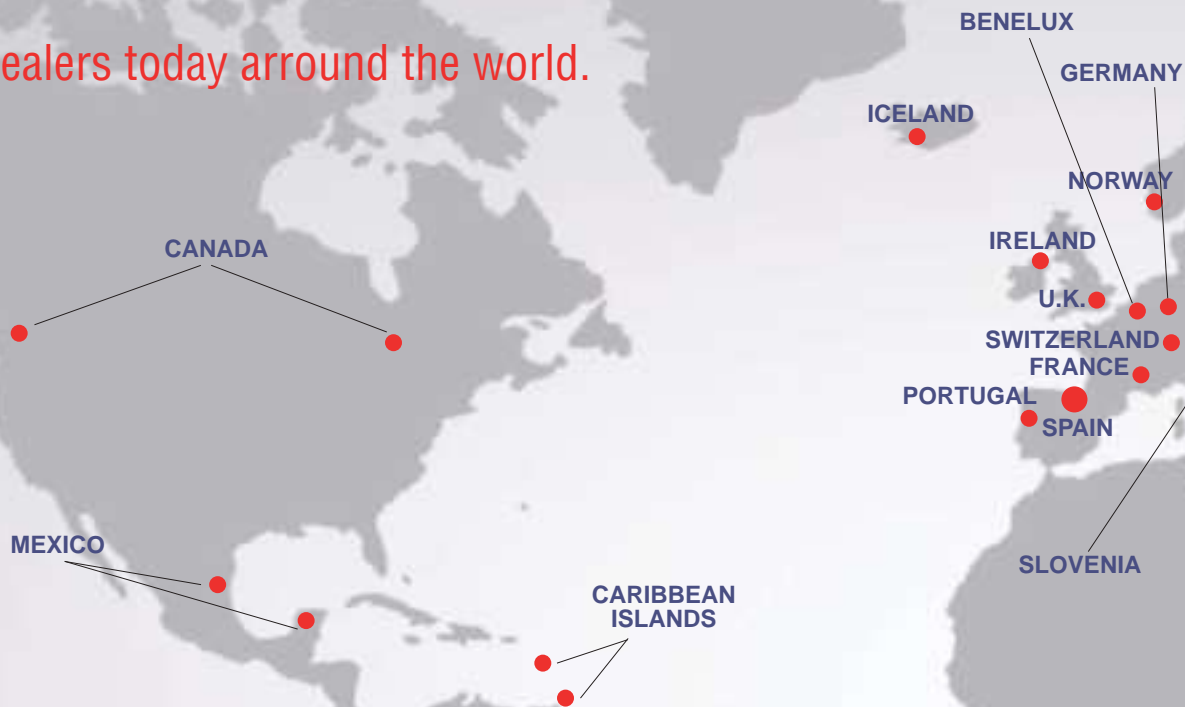 ealers today arround the world.
BENELUX
GERMANY
ICELAND
NORWAY
IRELAND
CANADA
U.K.
SWITZERLAND
FRANCE
PORTUGAL
SPAIN
MEXICO
SLOVENIA
CARIBBEAN
ISLANDS